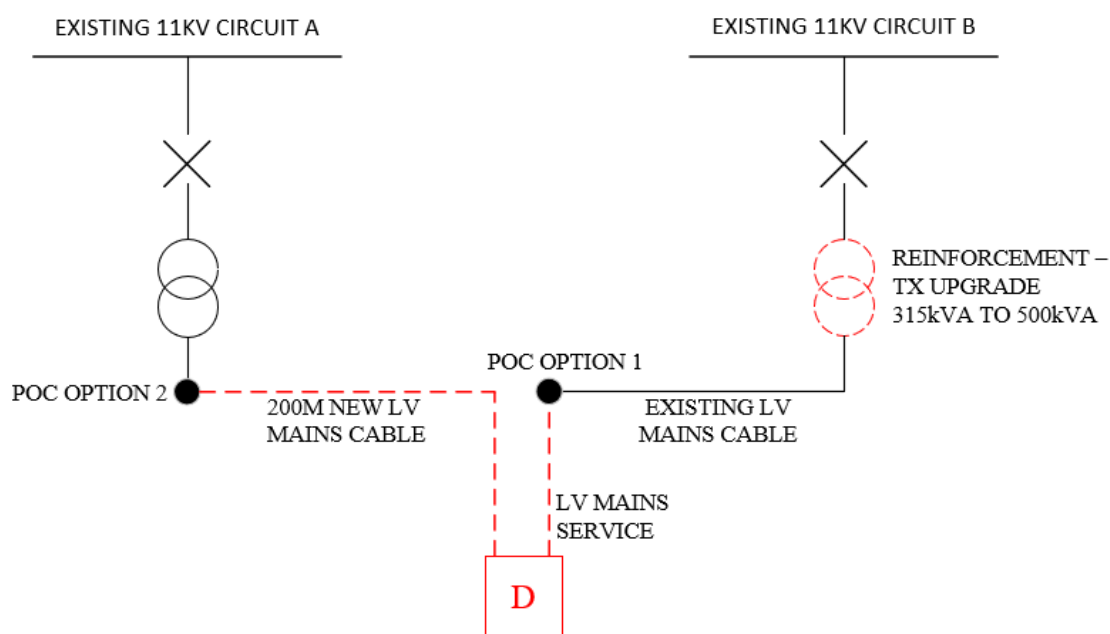 EXISTING 11KV CIRCUIT A
EXISTING 11KV CIRCUIT B
REINFORCEMENT –
TX UPGRADE
315kVA TO 500kVA
POC OPTION 1
POC OPTION 2
200M NEW LV
MAINS CABLE
EXISTING LV
MAINS CABLE
LV MAINS
SERVICE
D